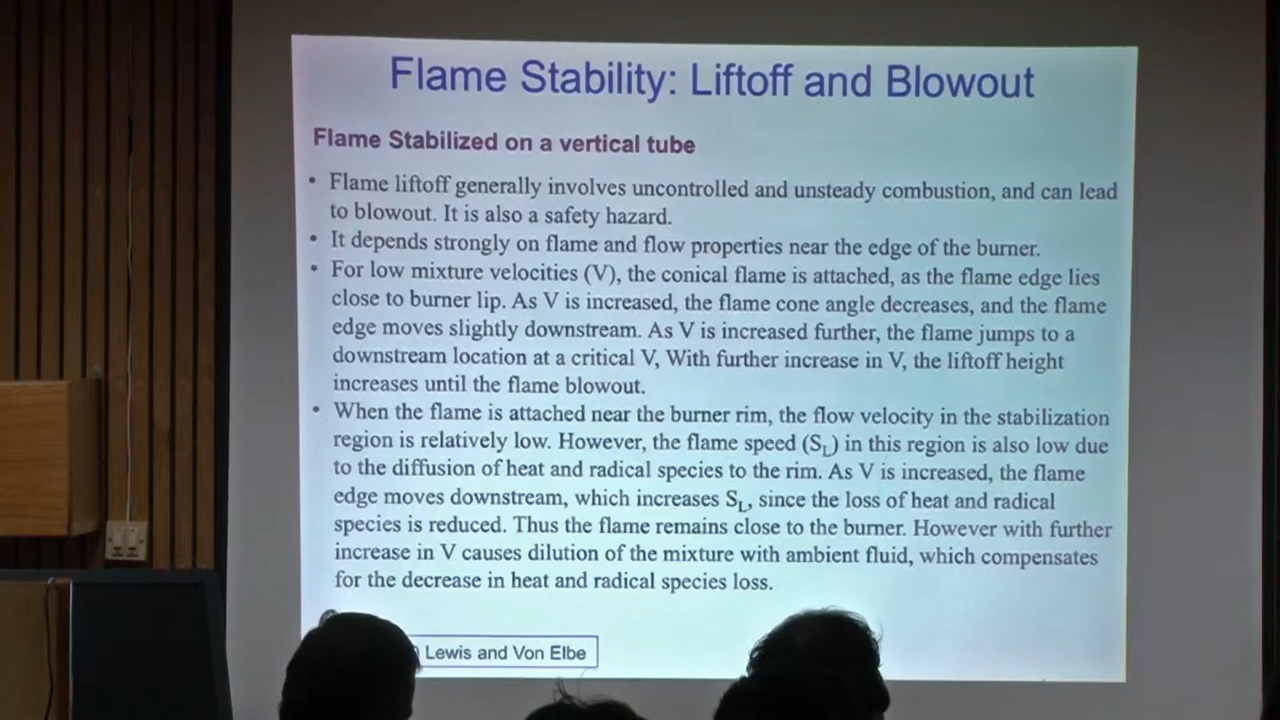 Flame Stability: Liftoff and Blowout
Flame Stabilized on a vertical tube
• Flame liftoff generally involves uncontrolled and unsteady combustion, and can lead
to blowout. It is also a safety hazard.
• It depends strongly on flame and flow properties near the edge of the burner.
• For low mixture velocities (V), the conical flame is attached, as the flame edge lies
close to burner lip. As V is increased, the flame cone angle decreases, and the flame
edge moves slightly downstream. As V is increased further, the flame jumps to a
downstream location at a critical V, With further increase in V, the liftoff height
increases until the flame blowout.
• When the flame is attached near the burner rim, the flow velocity in the stabilization
region is relatively low. However, the flame speed (S_L) in this region is also low due
to the diffusion of heat and radical species to the rim. As V is increased, the flame
edge moves downstream, which increases S_L, since the loss of heat and radical
species is reduced. Thus the flame remains close to the burner. However with further
increase in V causes dilution of the mixture with ambient fluid, which compensates
for the decrease in heat and radical species loss.
Lewis and Von Elbe